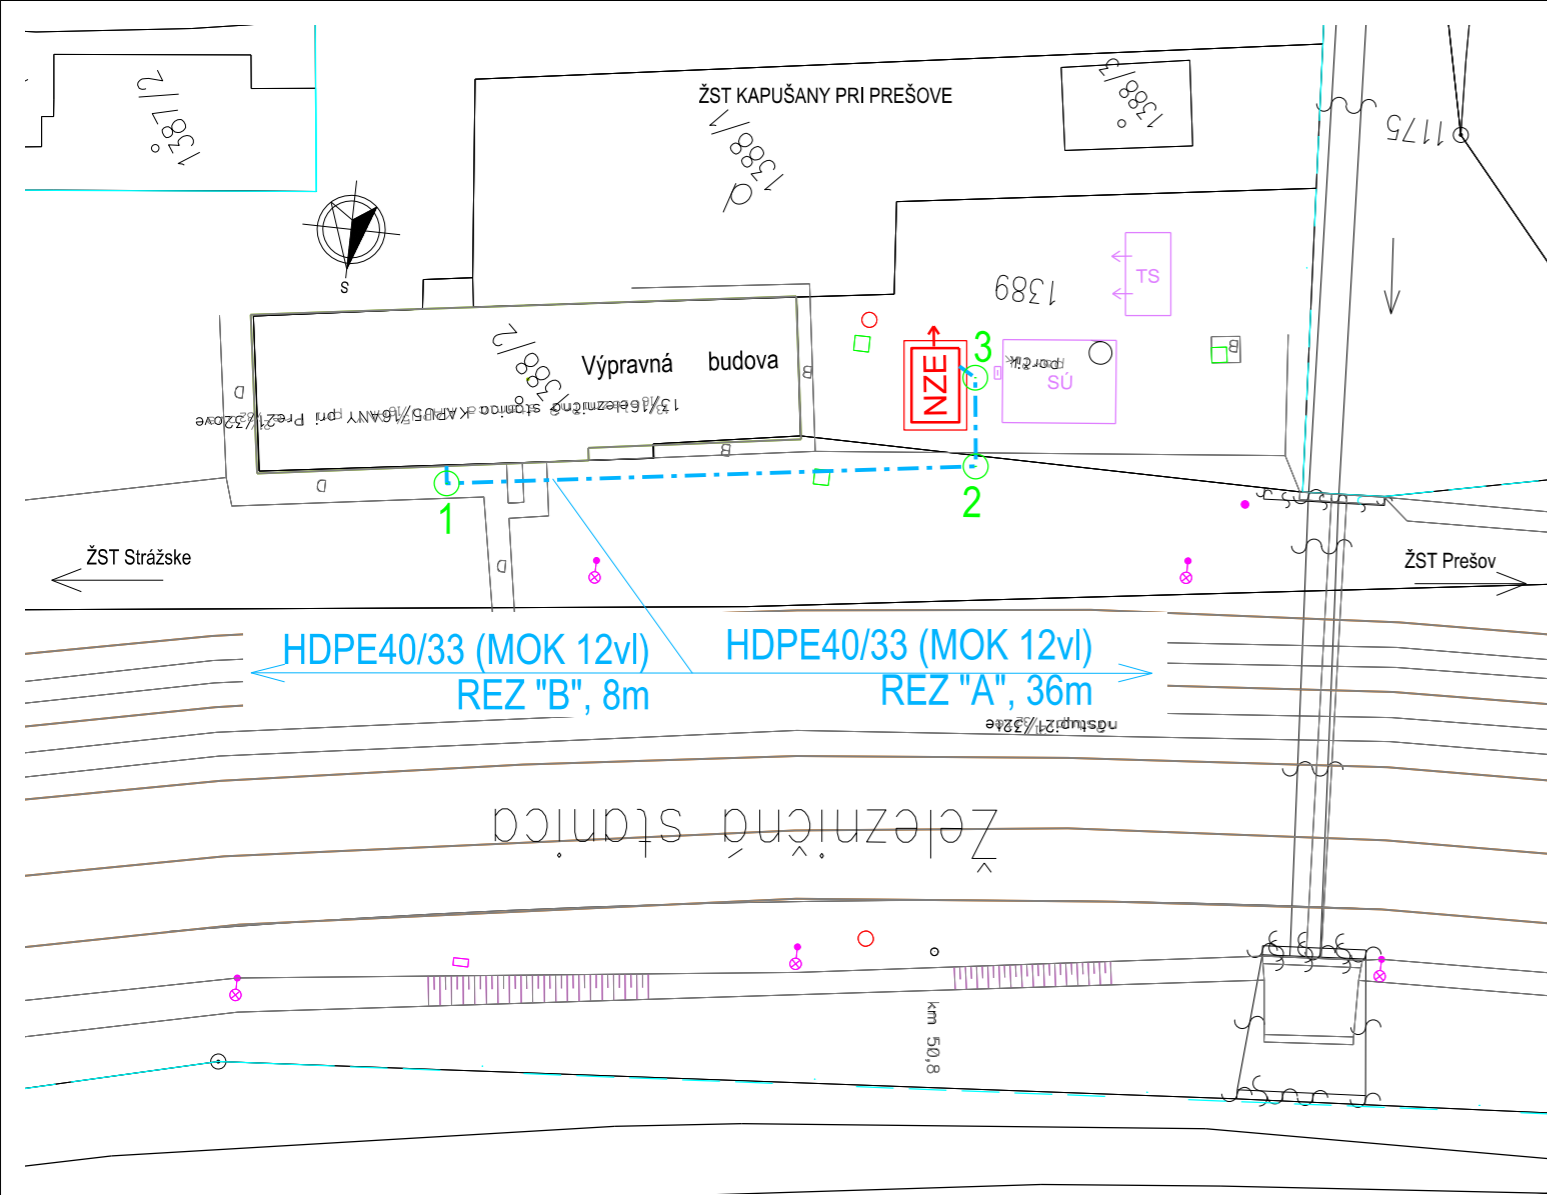 ŽST KAPUŠANY PRI PREŠOVE
1387/2
1388/1
1388/3
1175
S
TS
1389
3
NZE
SÚ
Výpravná budova
1388/2
D
B
B
B
D
1
2
D
ŽST Strážske
ŽST Prešov
HDPE40/33 (MOK 12vl)
REZ "B", 8m
HDPE40/33 (MOK 12vl)
REZ "A", 36m
Železničná stanica
km 50,8